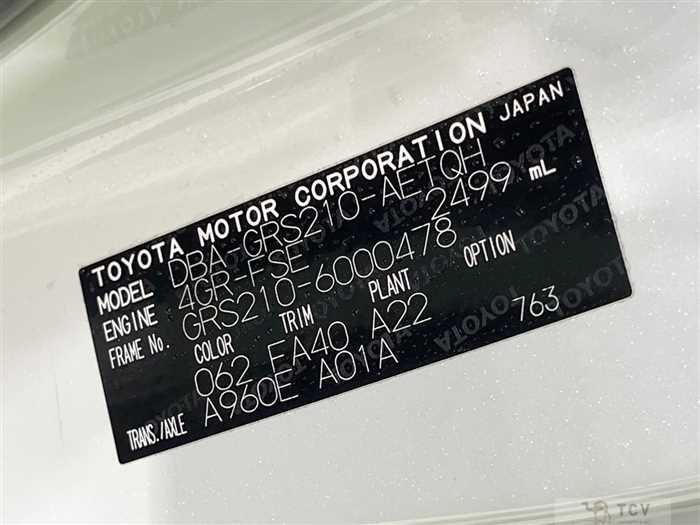 TOYOTA MOTOR CORPORATION JAPAN
MODEL DBA-GRS210-AETQH
ENGINE 4GR-FSE 2499 mL
FRAME No. GRS210-6000478
COLOR TRIM PLANT OPTION
062 FA40 A22 763
TRANS./AXLE A960E A01A
TCV